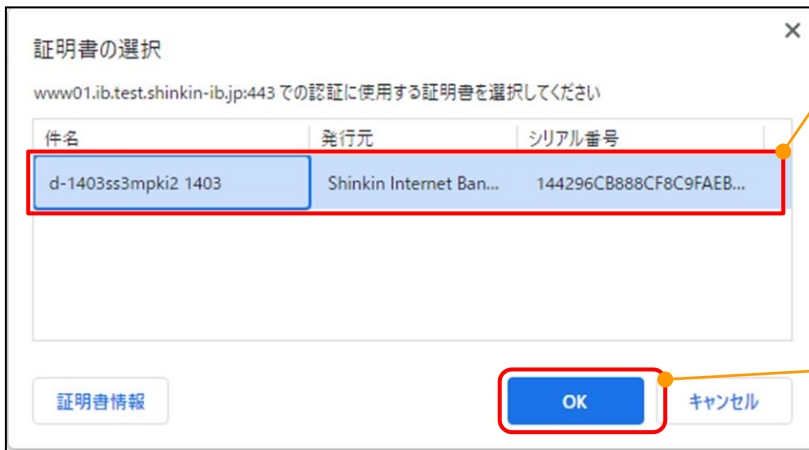 証明書の選択
www01.ib.test.shinkin-ib.jp:443 での認証に使用する証明書を選択してください
件名 発行元 シリアル番号
d-1403ss3mpki2 1403 Shinkin Internet Ban... 144296CB888CF8C9FAEB...
証明書情報 OK キャンセル